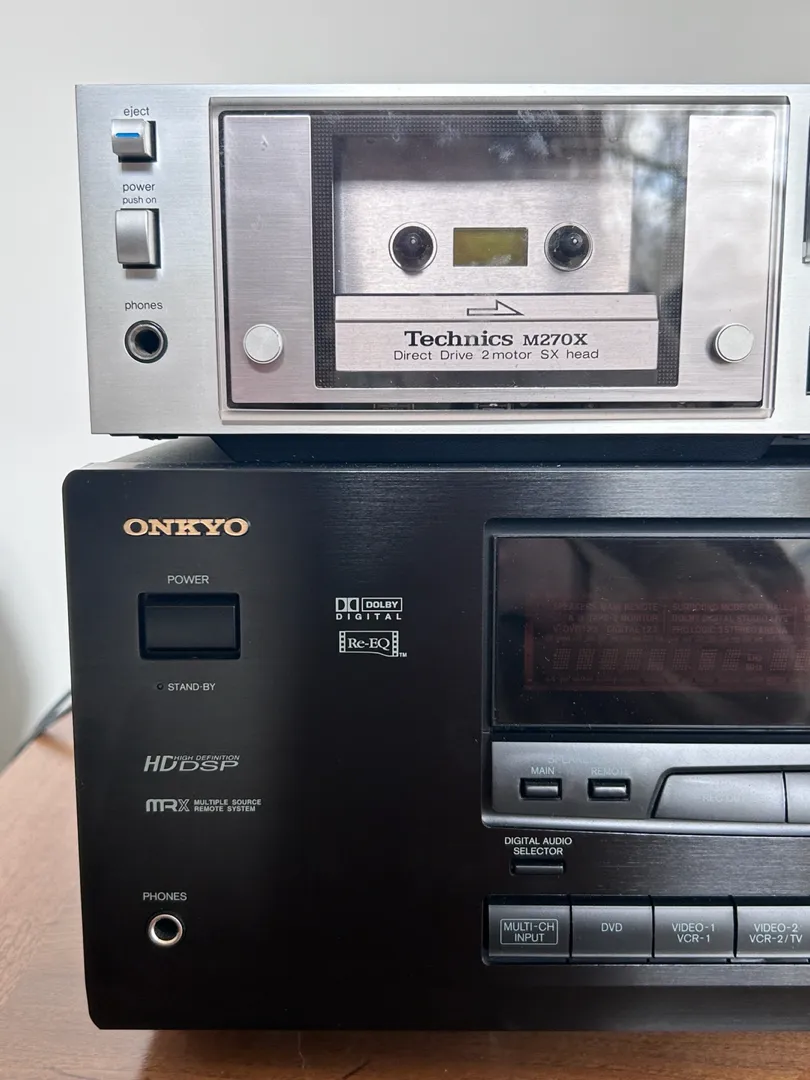 eject
power
push on
phones
Technics M270X
Direct Drive 2 motor SX head
ONKYO
POWER
STAND-BY
DOLBY
DIGITAL
Re-EQ™
HD HIGH DEFINITION
DSP
MRX MULTIPLE SOURCE
REMOTE SYSTEM
PHONES
MAIN
DIGITAL AUDIO
SELECTOR
MULTI-CH
INPUT
DVD
VIDEO-1
VCR-1
VIDEO-2
VCR-2/TV